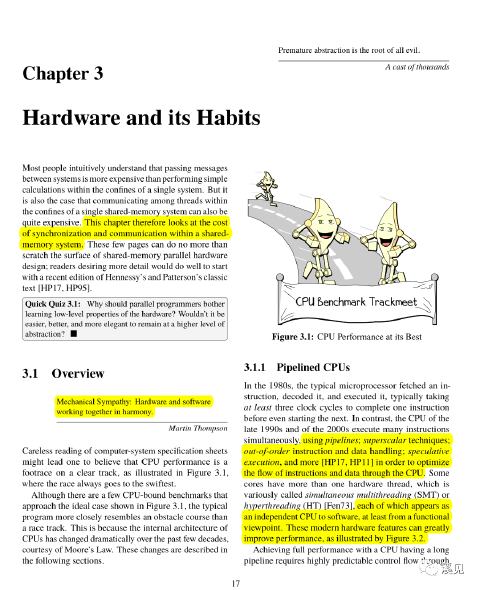 Premature abstraction is the root of all evil.
A cast of thousands
Chapter 3
Hardware and its Habits
Most people intuitively understand that passing messages
between systems is more expensive than performing simple
calculations within the confines of a single system. But it
is also the case that communicating among threads within
the confines of a single shared-memory system can also be
quite expensive. This chapter therefore looks at the cost
of synchronization and communication within a shared-
memory system. These few pages can do no more than
scratch the surface of shared-memory parallel hardware
design; readers desiring more detail would do well to start
with a recent edition of Hennessy's and Patterson's classic
text [HP17, HP95].
Quick Quiz 3.1: Why should parallel programmers bother
learning low-level properties of the hardware? Wouldn't it be
easier, better, and more elegant to remain at a higher level of
abstraction? ■
3.1 Overview
Mechanical Sympathy: Hardware and software
working together in harmony.
Martin Thompson
Careless reading of computer-system specification sheets
might lead one to believe that CPU performance is a
footrace on a clear track, as illustrated in Figure 3.1,
where the race always goes to the swiftest.
Although there are a few CPU-bound benchmarks that
approach the ideal case shown in Figure 3.1, the typical
program more closely resembles an obstacle course than
a race track. This is because the internal architecture of
CPUs has changed dramatically over the past few decades,
courtesy of Moore's Law. These changes are described in
the following sections.
CPU Benchmark Trackmeet
Figure 3.1: CPU Performance at its Best
3.1.1 Pipelined CPUs
In the 1980s, the typical microprocessor fetched an in-
struction, decoded it, and executed it, typically taking
at least three clock cycles to complete one instruction
before even starting the next. In contrast, the CPU of the
late 1990s and of the 2000s execute many instructions
simultaneously, using pipelines; superscalar techniques;
out-of-order instruction and data handling; speculative
execution, and more [HP17, HP11] in order to optimize
the flow of instructions and data through the CPU. Some
cores have more than one hardware thread, which is
variously called simultaneous multithreading (SMT) or
hyperthreading (HT) [Fen73], each of which appears as
an independent CPU to software, at least from a functional
viewpoint. These modern hardware features can greatly
improve performance, as illustrated by Figure 3.2.
Achieving full performance with a CPU having a long
pipeline requires highly predictable control flow through
17